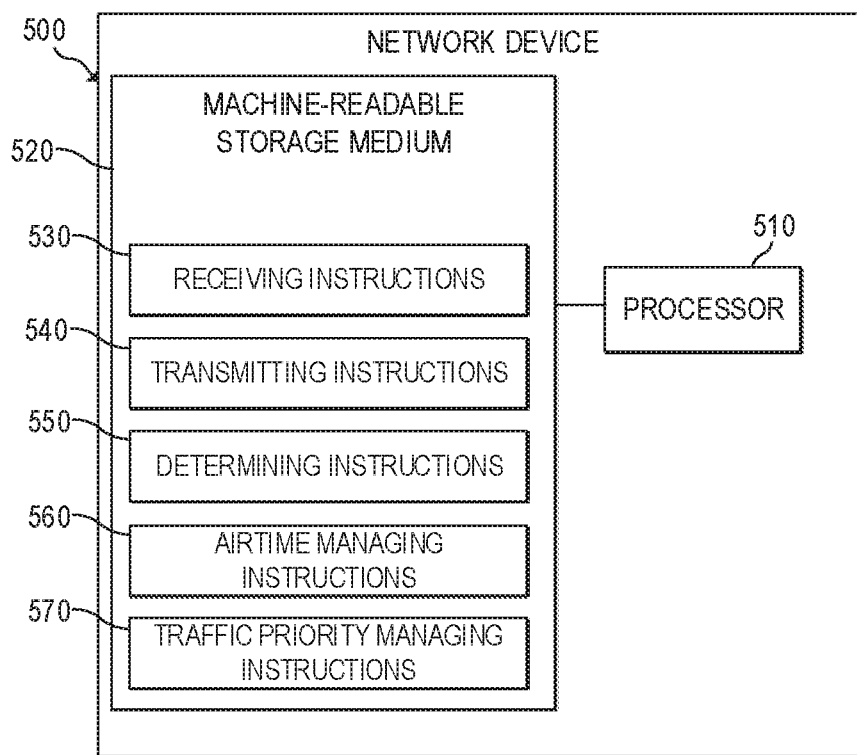 NETWORK DEVICE
500
MACHINE-READABLE
STORAGE MEDIUM
520
530
RECEIVING INSTRUCTIONS
510
PROCESSOR
540
TRANSMITTING INSTRUCTIONS
550
DETERMINING INSTRUCTIONS
560
AIRTIME MANAGING
INSTRUCTIONS
570
TRAFFIC PRIORITY MANAGING
INSTRUCTIONS